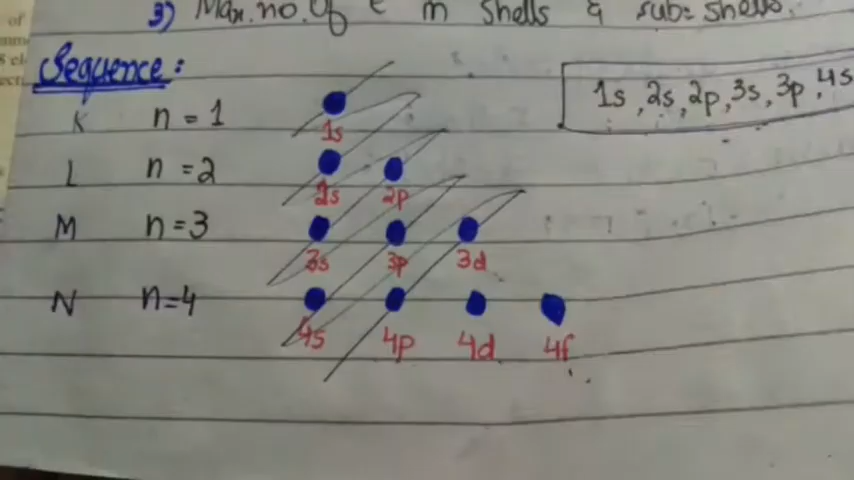 3) Max. no. of e⁻ in shells & sub-shells.
Sequence:
1s, 2s, 2p, 3s, 3p, 4s
K n = 1
1s
L n = 2
2s 2p
M n = 3
3s 3p 3d
N n=4
4s 4p 4d 4f